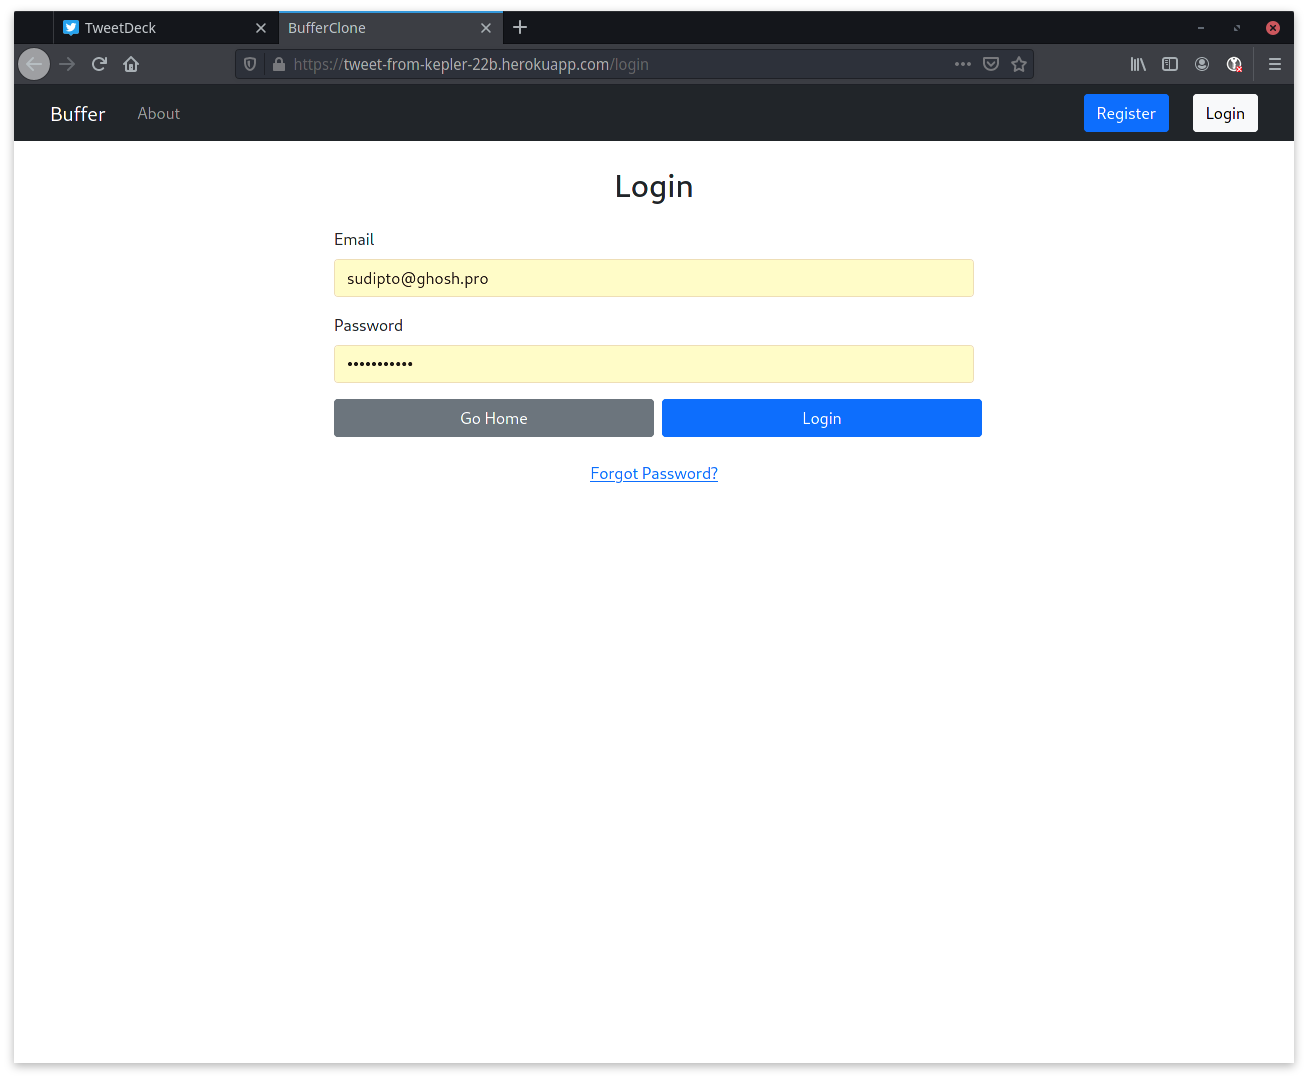 TweetDeck
BufferClone
https://tweet-from-kepler-22b.herokuapp.com/login
Buffer About Register Login
Login
Email
sudipto@ghosh.pro
Password
•••••••••••
Go Home Login
Forgot Password?